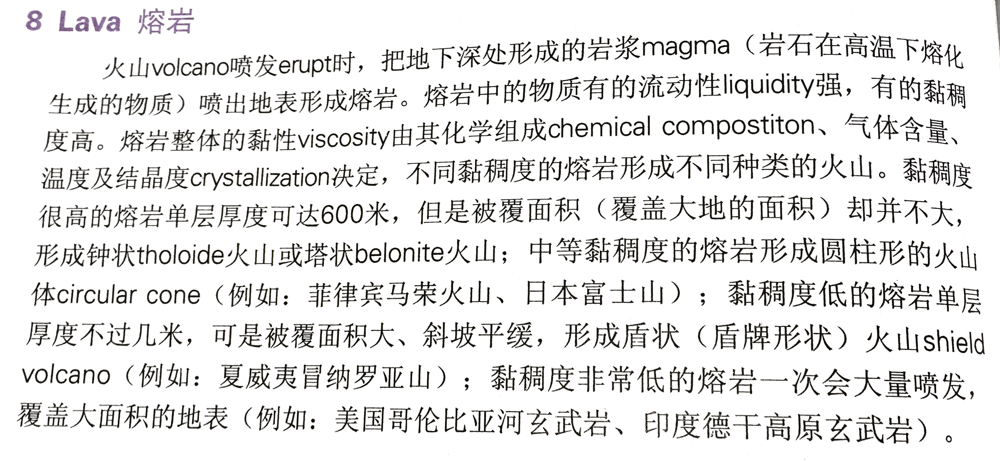 8 Lava 熔岩
火山volcano喷发erupt时，把地下深处形成的岩浆magma（岩石在高温下熔化
生成的物质）喷出地表形成熔岩。熔岩中的物质有的流动性liquidity强，有的黏稠
度高。熔岩整体的黏性viscosity由其化学组成chemical compostiton、气体含量、
温度及结晶度crystallization决定，不同黏稠度的熔岩形成不同种类的火山。黏稠度
很高的熔岩单层厚度可达600米，但是被覆面积（覆盖大地的面积）却并不大，
形成钟状tholoide火山或塔状belonite火山；中等黏稠度的熔岩形成圆柱形的火山
体circular cone（例如：菲律宾马荣火山、日本富士山）；黏稠度低的熔岩单层
厚度不过几米，可是被覆面积大、斜坡平缓，形成盾状（盾牌形状）火山shield
volcano（例如：夏威夷冒纳罗亚山）；黏稠度非常低的熔岩一次会大量喷发，
覆盖大面积的地表（例如：美国哥伦比亚河玄武岩、印度德干高原玄武岩）。